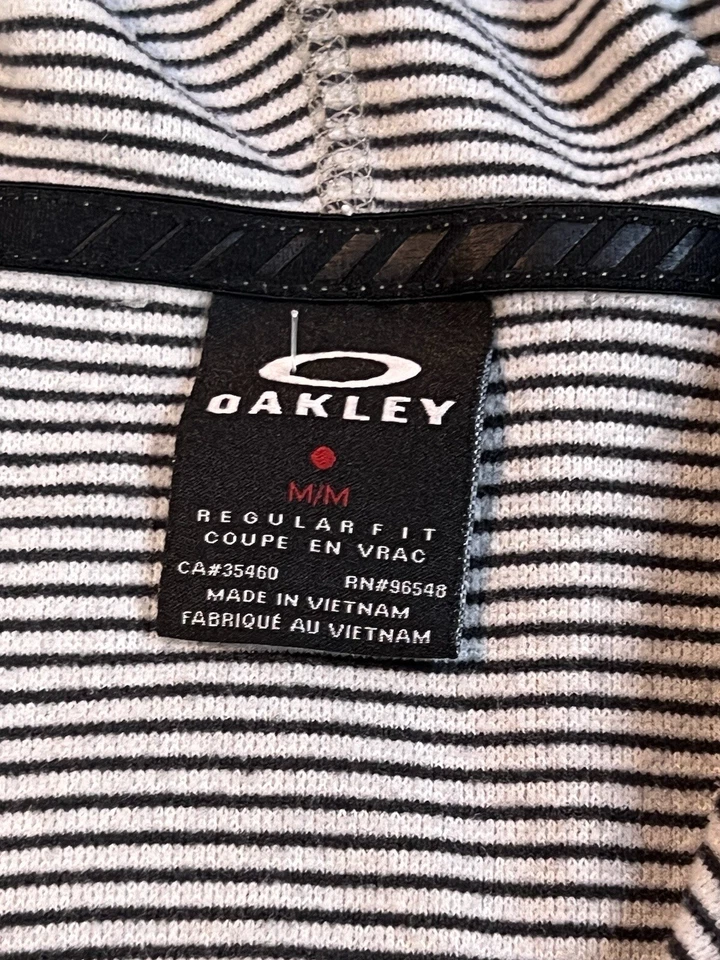 OAKLEY
M/M
REGULAR FIT
COUPE EN VRAC
CA#35460 RN#96548
MADE IN VIETNAM
FABRIQUÉ AU VIETNAM